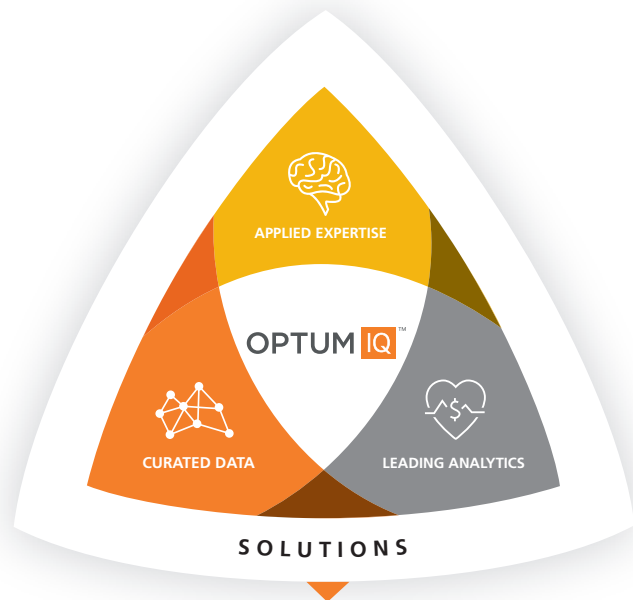 APPLIED EXPERTISE
OPTUM IQ™
CURATED DATA
LEADING ANALYTICS
SOLUTIONS